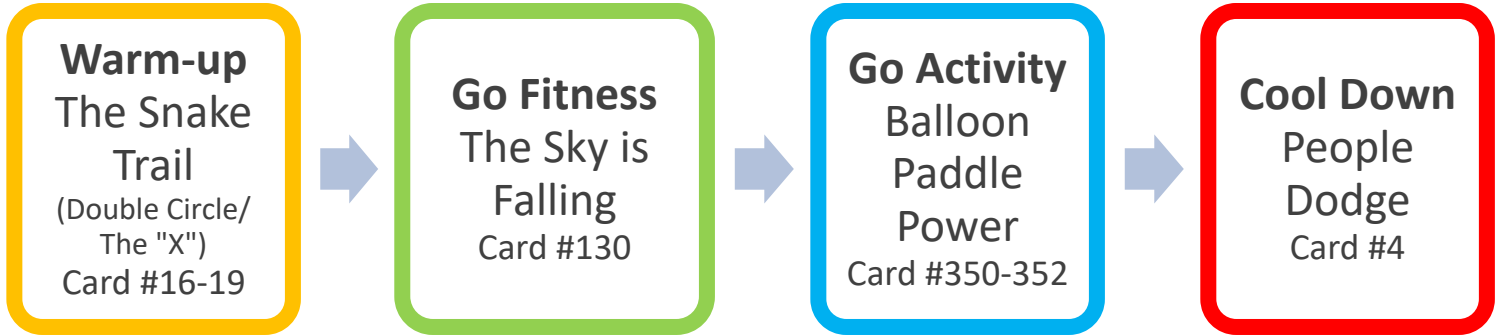 Warm-up
The Snake
Trail
(Double Circle/
The "X")
Card #16-19
Go Fitness
The Sky is
Falling
Card #130
Go Activity
Balloon
Paddle
Power
Card #350-352
Cool Down
People
Dodge
Card #4